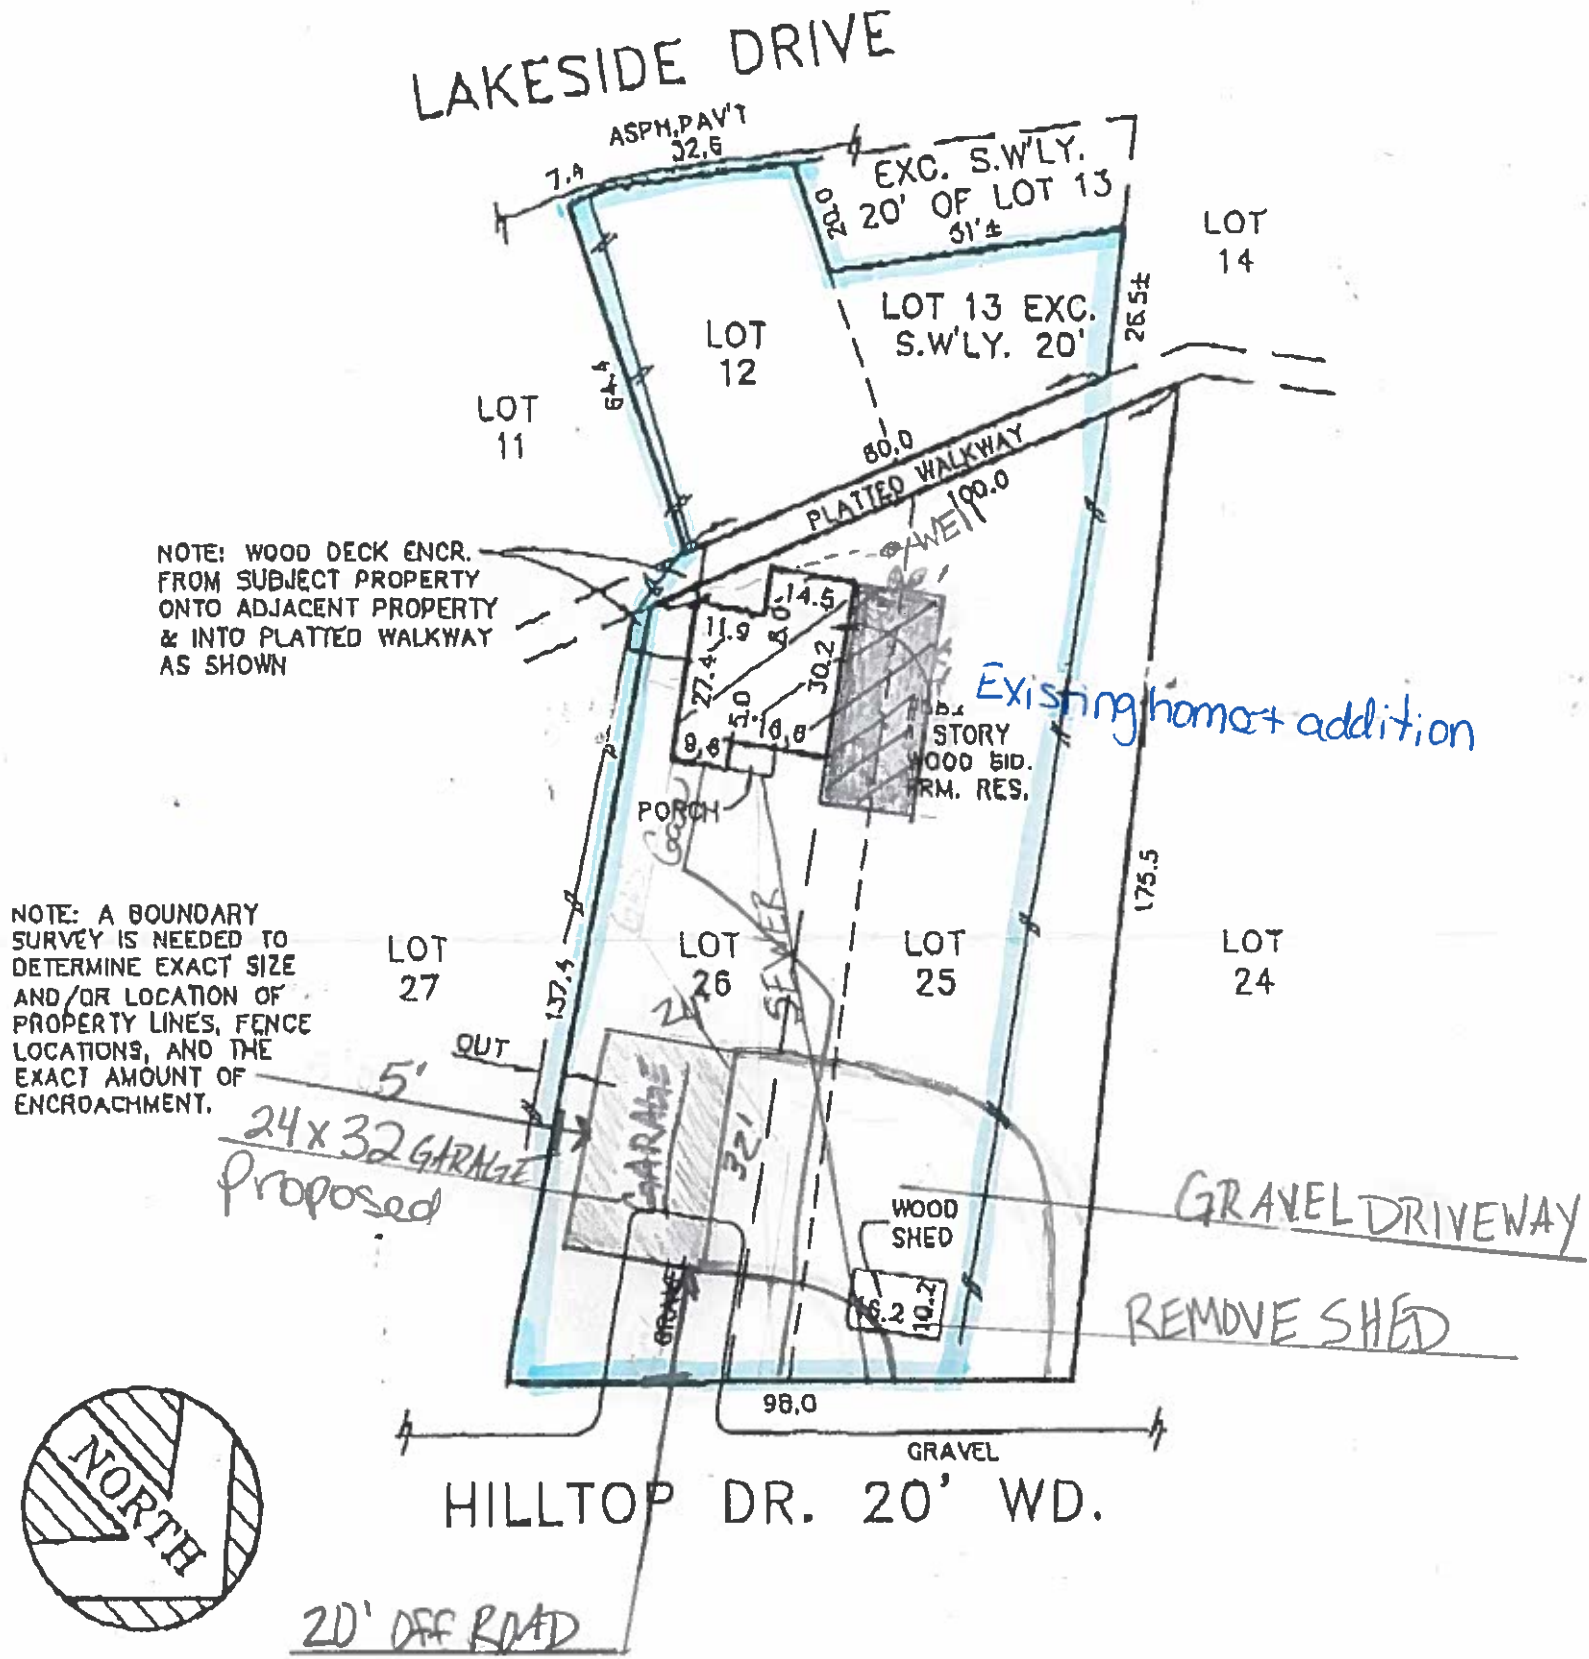 LAKESIDE DRIVE
ASPH.PAV'T
32.6
7.4
EXC. S.W'LY.
20' OF LOT 13
20.0
51'±
LOT
14
LOT 13 EXC.
S.W'LY. 20'
26.5±
LOT
12
64.4
LOT
11
80.0
PLATTED WALKWAY
100.0
WELL
NOTE: WOOD DECK ENCR.
FROM SUBJECT PROPERTY
ONTO ADJACENT PROPERTY
& INTO PLATTED WALKWAY
AS SHOWN
14.5
11.9
8.0
27.4
30.2
5.0
9.6
16.6
Existing home + addition
STORY
WOOD SID.
FRM. RES.
PORCH
175.5
NOTE: A BOUNDARY
SURVEY IS NEEDED TO
DETERMINE EXACT SIZE
AND/OR LOCATION OF
PROPERTY LINES, FENCE
LOCATIONS, AND THE
EXACT AMOUNT OF
ENCROACHMENT.
LOT
27
LOT
26
SEWER
LOT
25
LOT
24
137.4
OUT
5'
24 x 32 GARAGE
Proposed
GARAGE
32'
WOOD
SHED
10.2
GRAVEL DRIVEWAY
REMOVE SHED
GRAVEL
98.0
GRAVEL
HILLTOP DR. 20' WD.
NORTH
20' OFF ROAD